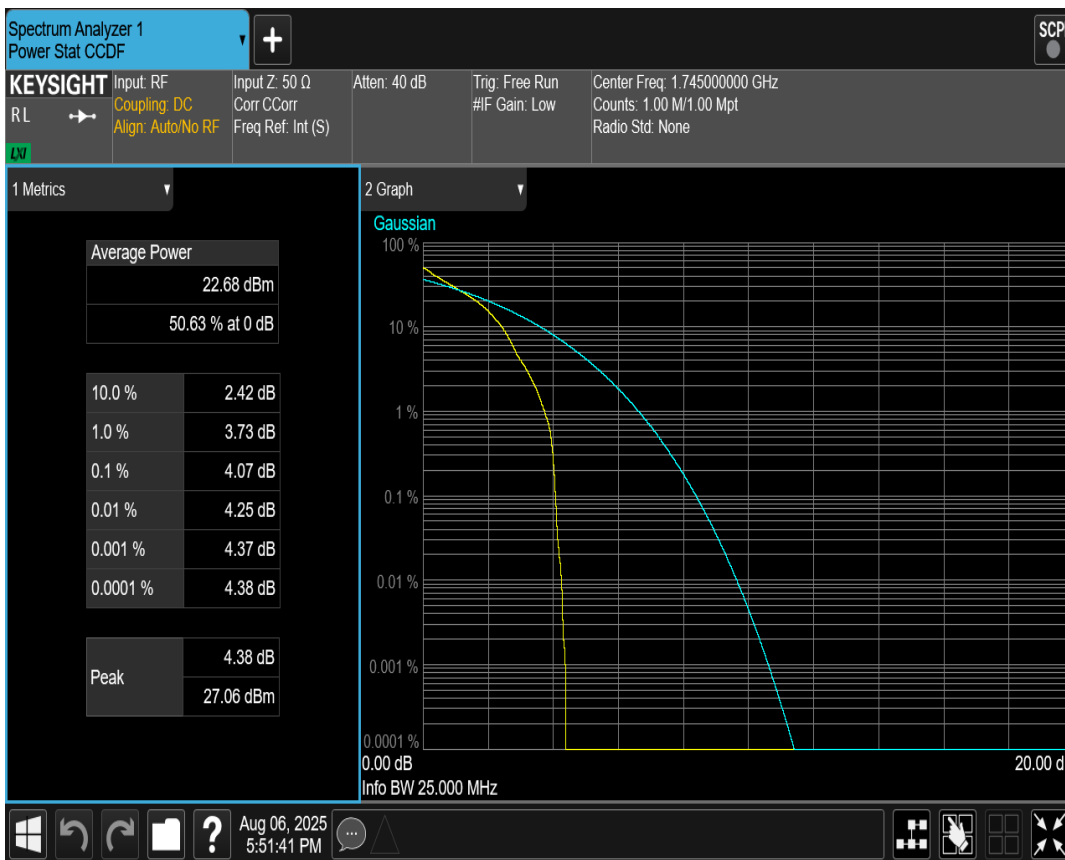 Spectrum Analyzer 1
Power Stat CCDF
+
SCP
KEYSIGHT
RL
LXI
Input: RF
Coupling: DC
Align: Auto/No RF
Input Z: 50 Ω
Corr CCorr
Freq Ref: Int (S)
Atten: 40 dB
Trig: Free Run
#IF Gain: Low
Center Freq: 1.745000000 GHz
Counts: 1.00 M/1.00 Mpt
Radio Std: None
1 Metrics
Average Power
22.68 dBm
50.63 % at 0 dB
10.0 % 2.42 dB
1.0 % 3.73 dB
0.1 % 4.07 dB
0.01 % 4.25 dB
0.001 % 4.37 dB
0.0001 % 4.38 dB
Peak
4.38 dB
27.06 dBm
2 Graph
Gaussian
100 %
10 %
1 %
0.1 %
0.01 %
0.001 %
0.0001 %
0.00 dB
20.00 d
Info BW 25.000 MHz
?
Aug 06, 2025
5:51:41 PM